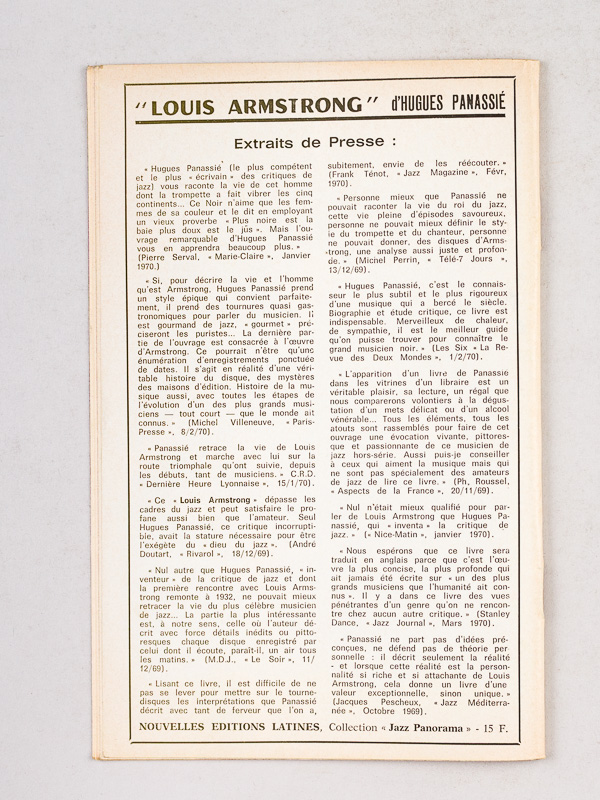 "LOUIS ARMSTRONG" d'HUGUES PANASSIÉ
Extraits de Presse :
« Hugues Panassié (le plus compétent
et le plus « écrivain » des critiques de
jazz) vous raconte la vie de cet homme
dont la trompette a fait vibrer les cinq
continents... Ce Noir n'aime que les fem-
mes de sa couleur et le dit en employant
un vieux proverbe « Plus noire est la
baie plus doux est le jûs ». Mais l'ou-
vrage remarquable d'Hugues Panassié
vous en apprendra beaucoup plus. »
(Pierre Serval, « Marie-Claire », Janvier
1970.)
« Si, pour décrire la vie et l'homme
qu'est Armstrong, Hugues Panassié prend
un style épique qui convient parfaite-
ment, il prend des tournures quasi gas-
tronomiques pour parler du musicien. Il
est gourmand de jazz, « gourmet » pré-
ciseront les puristes... La dernière par-
tie de l'ouvrage est consacrée à l'œuvre
d'Armstrong. Ce pourrait n'être qu'une
énumération d'enregistrements ponctuée
de dates. Il s'agit en réalité d'une véri-
table histoire du disque, des mystères
des maisons d'édition. Histoire de la mu-
sique aussi, avec toutes les étapes de
l'évolution d'un des plus grands musi-
ciens — tout court — que le monde ait
connus. » (Michel Villeneuve, « Paris-
Presse », 8/2/70).
« Panassié retrace la vie de Louis
Armstrong et marche avec lui sur la
route triomphale qu'ont suivie, depuis
les débuts, tant de musiciens. » C.R.D.
« Dernière Heure Lyonnaise », 15/1/70).
« Ce « Louis Armstrong » dépasse les
cadres du jazz et peut satisfaire le pro-
fane aussi bien que l'amateur. Seul
Hugues Panassié, ce critique incorrupti-
ble, avait la stature nécessaire pour être
l'exégète du « dieu du jazz ». (André
Doutart, « Rivarol », 18/12/69).
« Nul autre que Hugues Panassié, « in-
venteur » de la critique de jazz et dont
la première rencontre avec Louis Arms-
trong remonte à 1932, ne pouvait mieux
retracer la vie du plus célèbre musicien
de jazz... La partie la plus intéressante
est, à notre sens, celle où l'auteur dé-
crit avec force détails inédits ou pitto-
resques chaque disque enregistré par
celui dont il écoute, paraît-il, un air tous
les matins. » (M.D.J., « Le Soir », 11/
12/69).
« Lisant ce livre, il est difficile de ne
pas se lever pour mettre sur le tourne-
disques les interprétations que Panassié
décrit avec tant de ferveur que l'on a,
subitement, envie de les réécouter. »
(Frank Ténot, « Jazz Magazine », Févr,
1970).
« Personne mieux que Panassié ne
pouvait raconter la vie du roi du jazz,
cette vie pleine d'épisodes savoureux,
personne ne pouvait mieux définir le sty-
le du trompette et du chanteur, personne
ne pouvait donner, des disques d'Arms-
trong, une analyse aussi juste et profon-
de. » (Michel Perrin, « Télé-7 Jours »,
13/12/69).
« Hugues Panassié, c'est le connais-
seur le plus subtil et le plus rigoureux
d'une musique qui a bercé le siècle.
Biographie et étude critique, ce livre est
indispensable. Merveilleux de chaleur,
de sympathie, il est le meilleur guide
qu'on puisse trouver pour connaître le
grand musicien noir. » (Les Six « La Re-
vue des Deux Mondes », 1/2/70).
« L'apparition d'un livre de Panassié
dans les vitrines d'un libraire est un
véritable plaisir, sa lecture, un régal que
nous comparerons volontiers à la dégus-
tation d'un mets délicat ou d'un alcool
vénérable... Tous les éléments, tous les
atouts sont rassemblés pour faire de cet
ouvrage une évocation vivante, pittores-
que et passionnante de ce musicien de
jazz hors-série. Aussi puis-je conseiller
à ceux qui aiment la musique mais qui
ne sont pas spécialement des amateurs
de jazz de lire ce livre. » (Ph, Roussel,
« Aspects de la France », 20/11/69).
« Nul n'était mieux qualifié pour par-
ler de Louis Armstrong que Hugues Pa-
nassié, qui « inventa » la critique de
jazz. » (« Nice-Matin », janvier 1970).
« Nous espérons que ce livre sera
traduit en anglais parce que c'est l'œu-
vre la plus concise, la plus profonde qui
ait jamais été écrite sur « un des plus
grands musiciens que l'humanité ait con-
nus ». Il y a dans ce livre des vues
pénétrantes d'un genre qu'on ne rencon-
tre chez aucun autre critique. » (Stanley
Dance, « Jazz Journal », Mars 1970).
« Panassié ne part pas d'idées pré-
conçues, ne défend pas de théorie per-
sonnelle : il décrit seulement la réalité
- et lorsque cette réalité est la person-
nalité si riche et si attachante de Louis
Armstrong, cela donne un livre d'une
valeur exceptionnelle, sinon unique. »
(Jacques Pescheux, « Jazz Méditerra-
née », Octobre 1969).
NOUVELLES EDITIONS LATINES, Collection « Jazz Panorama » - 15 F.